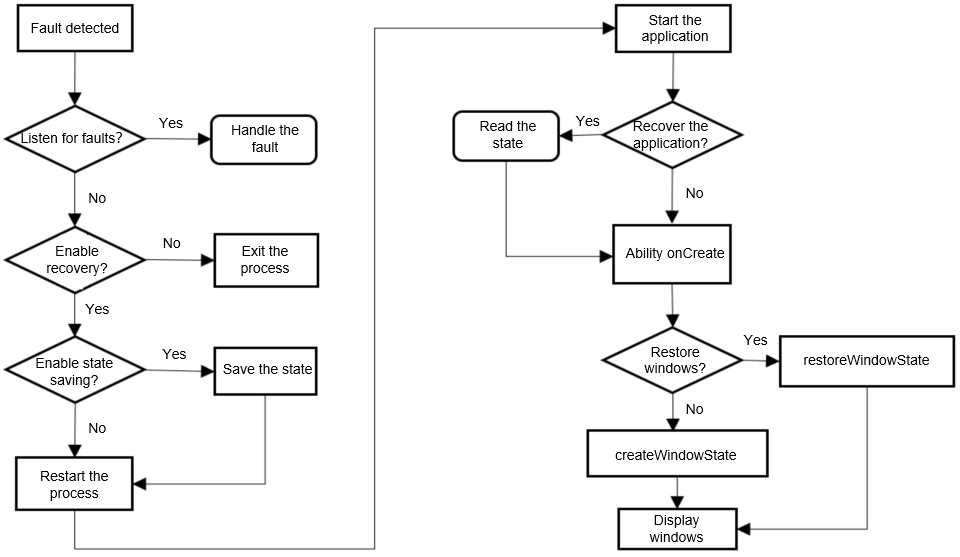 Fault detected
Listen for faults?
Yes
Handle the
fault
No
Enable
recovery?
No
Exit the
process
Yes
Enable state
saving?
Yes
Save the state
No
Restart the
process
Start the
application
Recover the
application?
Yes
Read the
state
No
Ability onCreate
Restore
windows?
Yes
restoreWindowState
No
createWindowState
Display
windows